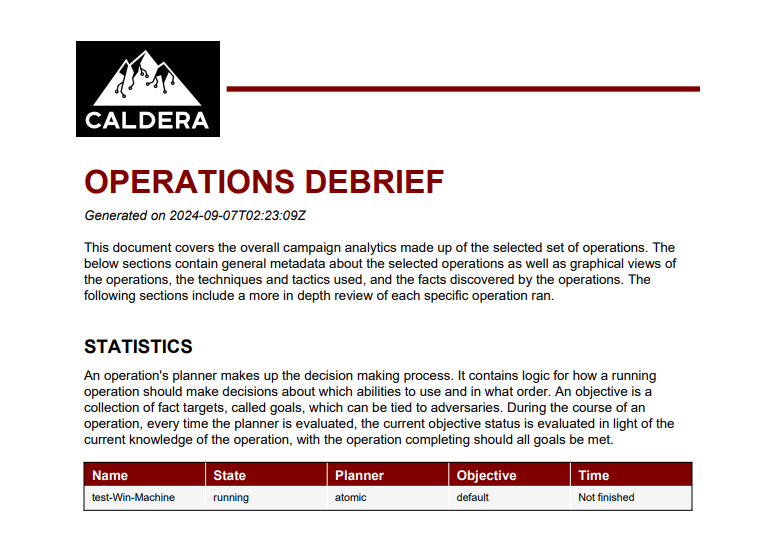 CALDERA
OPERATIONS DEBRIEF
Generated on 2024-09-07T02:23:09Z
This document covers the overall campaign analytics made up of the selected set of operations. The
below sections contain general metadata about the selected operations as well as graphical views of
the operations, the techniques and tactics used, and the facts discovered by the operations. The
following sections include a more in depth review of each specific operation ran.
STATISTICS
An operation's planner makes up the decision making process. It contains logic for how a running
operation should make decisions about which abilities to use and in what order. An objective is a
collection of fact targets, called goals, which can be tied to adversaries. During the course of an
operation, every time the planner is evaluated, the current objective status is evaluated in light of the
current knowledge of the operation, with the operation completing should all goals be met.
Name State Planner Objective Time
test-Win-Machine running atomic default Not finished